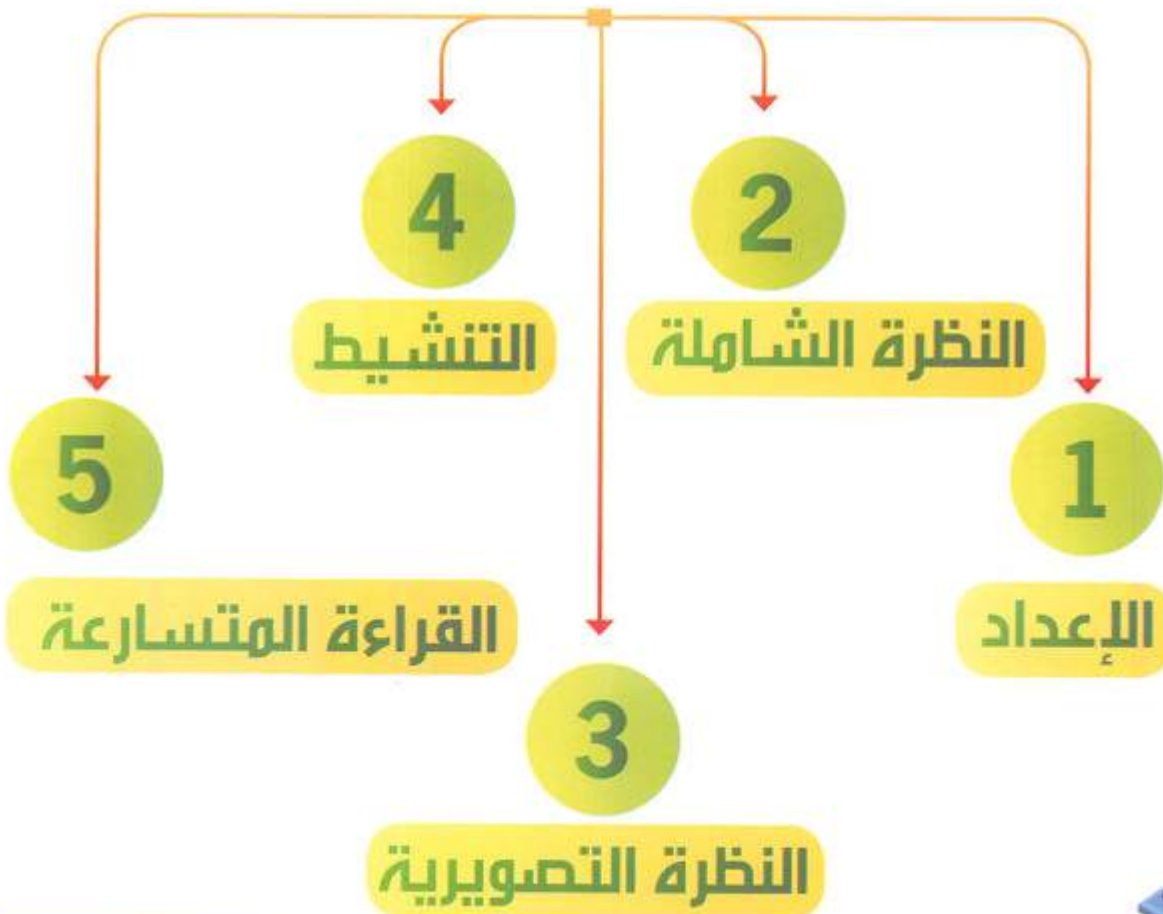 1
الإعداد
2
النظرة الشاملة
3
النظرة التصويرية
4
التنشيط
5
القراءة المتسارعة